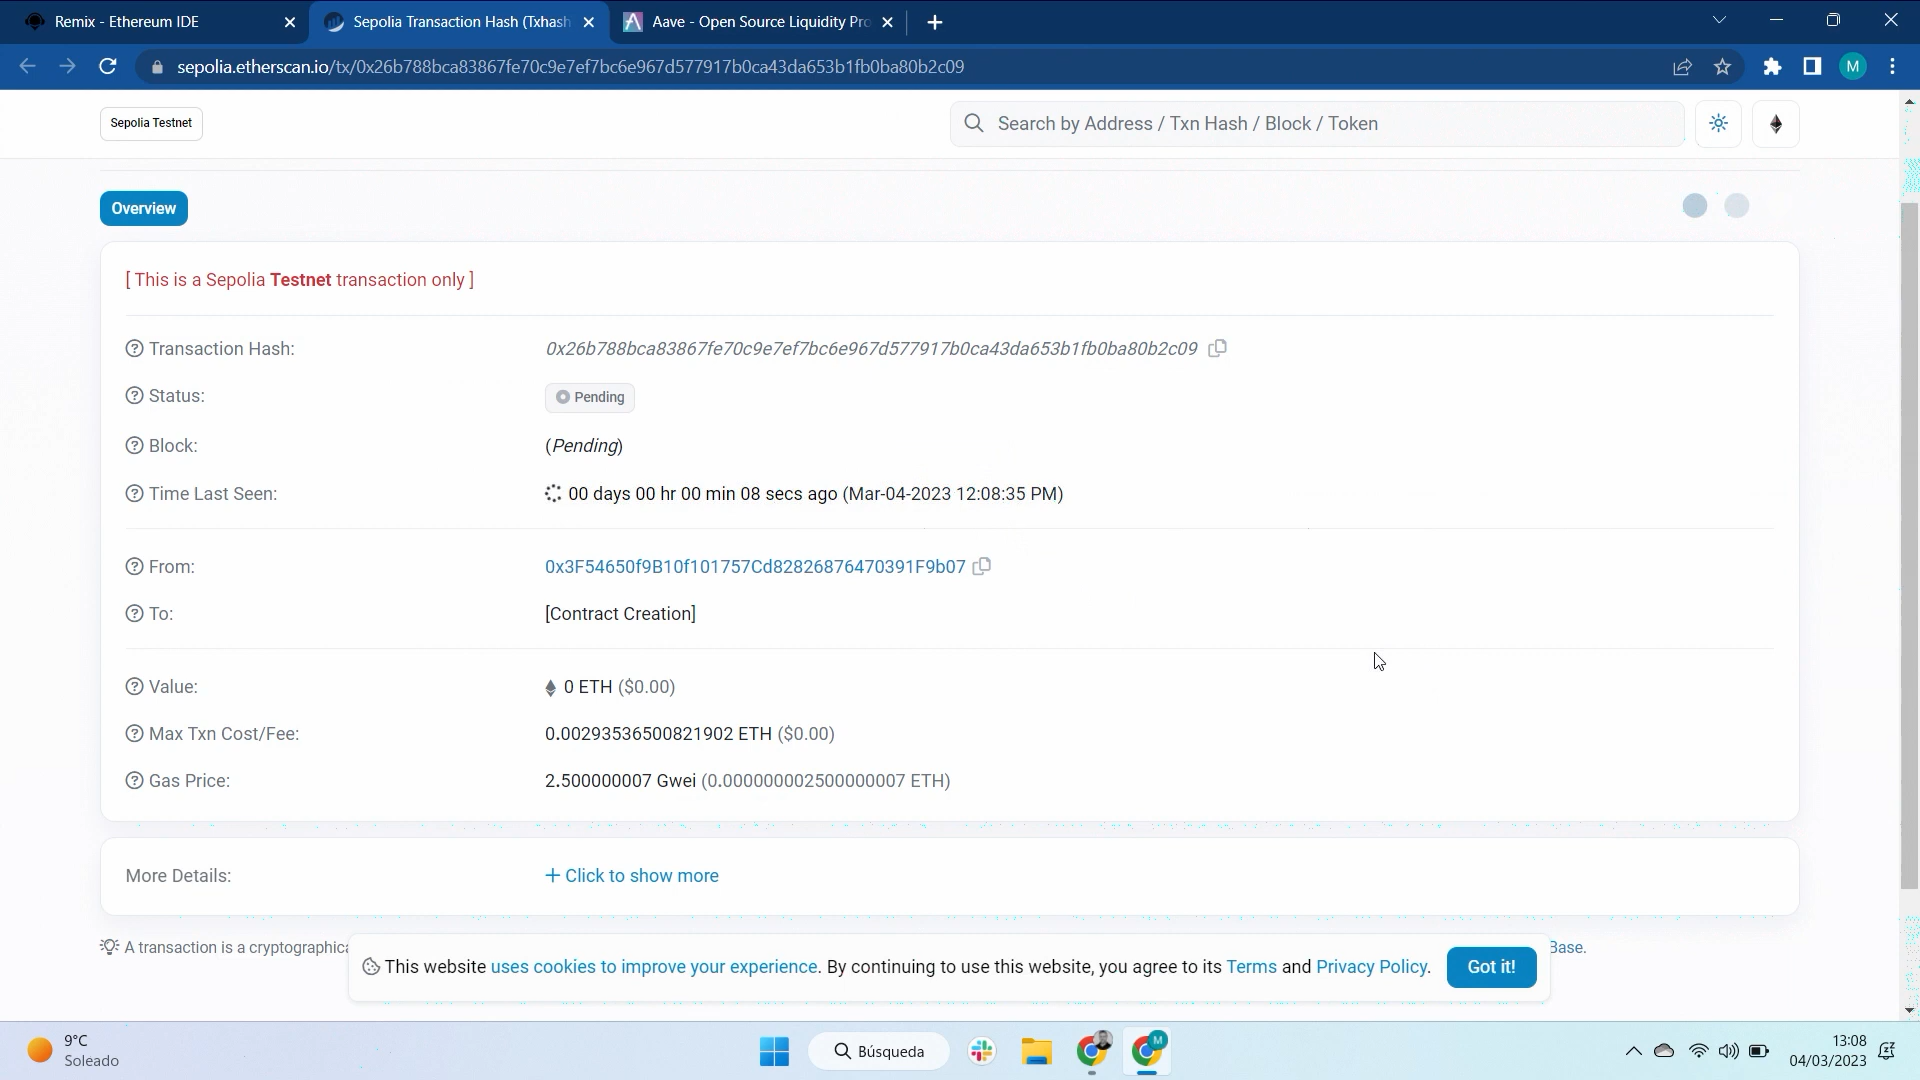 Remix - Ethereum IDE
Sepolia Transaction Hash (Txhash
Aave - Open Source Liquidity Pro
sepolia.etherscan.io/tx/0x26b788bca83867fe70c9e7ef7bc6e967d577917b0ca43da653b1fb0ba80b2c09
M
Sepolia Testnet
Search by Address / Txn Hash / Block / Token
Overview
[ This is a Sepolia Testnet transaction only ]
Transaction Hash:
0x26b788bca83867fe70c9e7ef7bc6e967d577917b0ca43da653b1fb0ba80b2c09
Status:
Pending
Block:
(Pending)
Time Last Seen:
00 days 00 hr 00 min 08 secs ago (Mar-04-2023 12:08:35 PM)
From:
0x3F54650f9B10f101757Cd82826876470391F9b07
To:
[Contract Creation]
Value:
0 ETH ($0.00)
Max Txn Cost/Fee:
0.00293536500821902 ETH ($0.00)
Gas Price:
2.500000007 Gwei (0.000000002500000007 ETH)
More Details:
+ Click to show more
A transaction is a cryptographica
Base.
This website uses cookies to improve your experience. By continuing to use this website, you agree to its Terms and Privacy Policy.
Got it!
9°C
Soleado
Búsqueda
M
13:08
04/03/2023